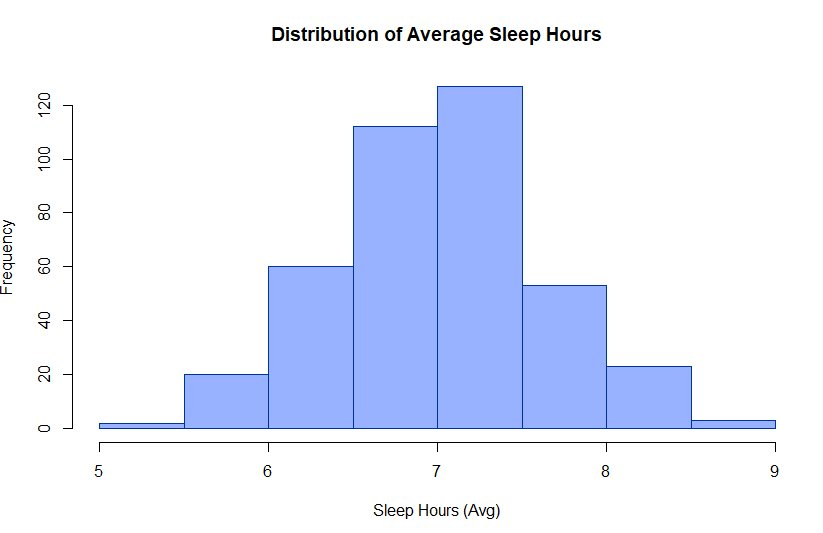 Distribution of Average Sleep Hours
Frequency
120
100
80
60
40
20
0
5 6 7 8 9
Sleep Hours (Avg)